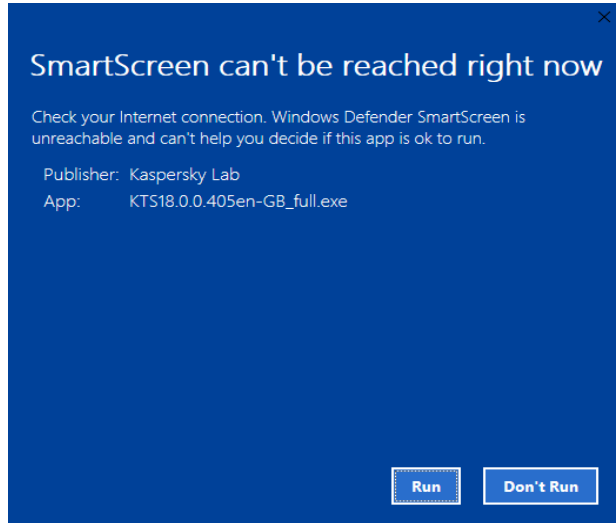 SmartScreen can't be reached right now
Check your Internet connection. Windows Defender SmartScreen is
unreachable and can't help you decide if this app is ok to run.
Publisher: Kaspersky Lab
App: KTS18.0.0.405en-GB_full.exe
Run Don't Run